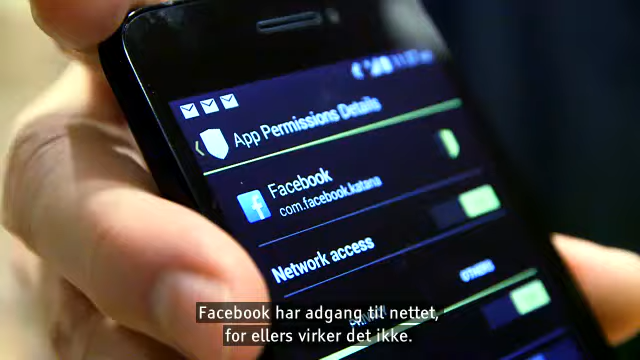 App Permissions Details
Facebook
com.facebook.katana
Network access
OTHERS
Facebook har adgang til nettet,
for ellers virker det ikke.